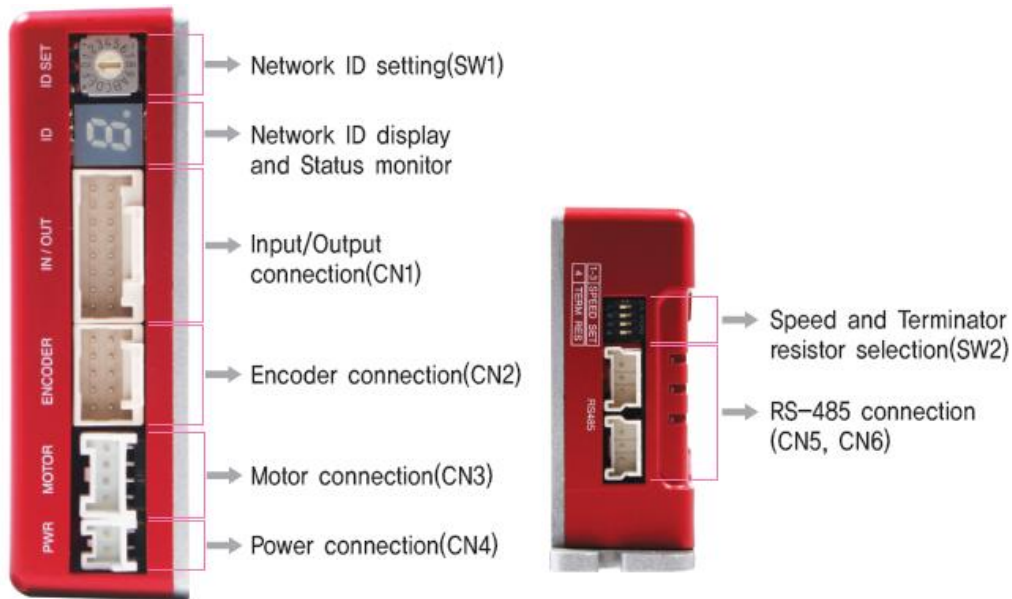 ID SET
Network ID setting(SW1)
ID
Network ID display
and Status monitor
IN / OUT
Input/Output
connection(CN1)
ENCODER
Encoder connection(CN2)
MOTOR
Motor connection(CN3)
PWR
Power connection(CN4)
1-3 SPEED SET
4 TERM RES
Speed and Terminator
resistor selection(SW2)
RS485
RS-485 connection
(CN5, CN6)